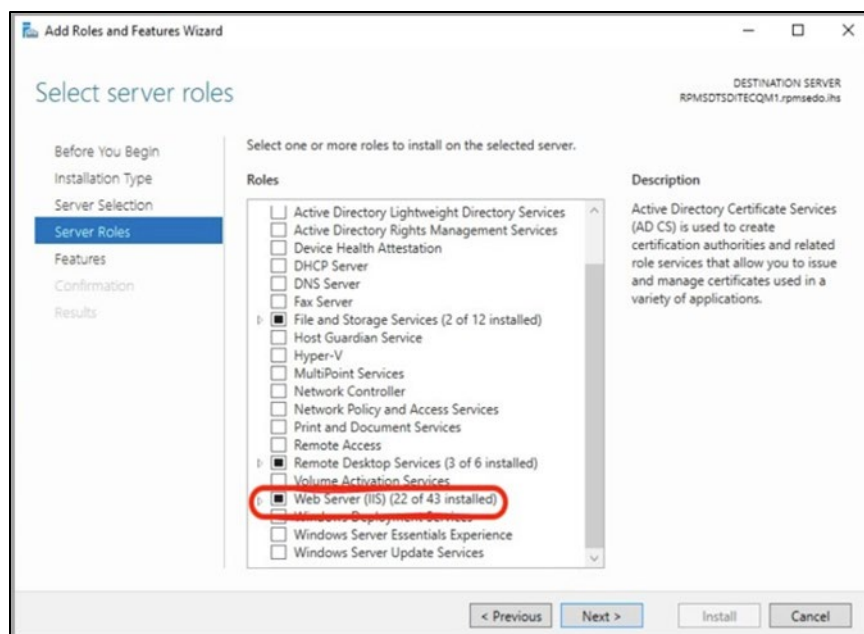 Add Roles and Features Wizard
Select server roles
DESTINATION SERVER
RPMSDTSDITECQM1.rpmsedo.ihs
Before You Begin
Installation Type
Server Selection
Server Roles
Features
Confirmation
Results
Select one or more roles to install on the selected server.
Roles
Active Directory Lightweight Directory Services
Active Directory Rights Management Services
Device Health Attestation
DHCP Server
DNS Server
Fax Server
File and Storage Services (2 of 12 installed)
Host Guardian Service
Hyper-V
MultiPoint Services
Network Controller
Network Policy and Access Services
Print and Document Services
Remote Access
Remote Desktop Services (3 of 6 installed)
Volume Activation Services
Web Server (IIS) (22 of 43 installed)
Windows Deployment Services
Windows Server Essentials Experience
Windows Server Update Services
Description
Active Directory Certificate Services
(AD CS) is used to create
certification authorities and related
role services that allow you to issue
and manage certificates used in a
variety of applications.
< Previous
Next >
Install
Cancel